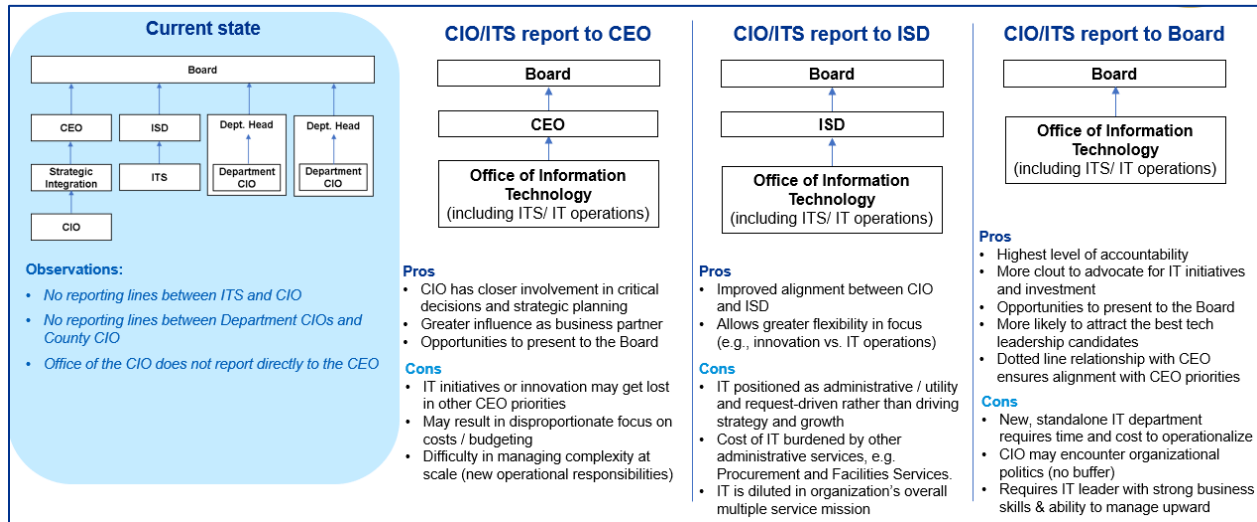 Current state
Board
CEO
ISD
Dept. Head
Dept. Head
Strategic
Integration
ITS
Department
CIO
Department
CIO
CIO
Observations:
• No reporting lines between ITS and CIO
• No reporting lines between Department CIOs and
County CIO
• Office of the CIO does not report directly to the CEO
CIO/ITS report to CEO
Board
CEO
Office of Information
Technology
(including ITS/ IT operations)
Pros
• CIO has closer involvement in critical
decisions and strategic planning
• Greater influence as business partner
• Opportunities to present to the Board
Cons
• IT initiatives or innovation may get lost
in other CEO priorities
• May result in disproportionate focus on
costs / budgeting
• Difficulty in managing complexity at
scale (new operational responsibilities)
CIO/ITS report to ISD
Board
ISD
Office of Information
Technology
(including ITS/ IT operations)
Pros
• Improved alignment between CIO
and ISD
• Allows greater flexibility in focus
(e.g., innovation vs. IT operations)
Cons
• IT positioned as administrative / utility
and request-driven rather than driving
strategy and growth
• Cost of IT burdened by other
administrative services, e.g.
Procurement and Facilities Services.
• IT is diluted in organization's overall
multiple service mission
CIO/ITS report to Board
Board
Office of Information
Technology
(including ITS/ IT operations)
Pros
• Highest level of accountability
• More clout to advocate for IT initiatives
and investment
• Opportunities to present to the Board
• More likely to attract the best tech
leadership candidates
• Dotted line relationship with CEO
ensures alignment with CEO priorities
Cons
• New, standalone IT department
requires time and cost to operationalize
• CIO may encounter organizational
politics (no buffer)
• Requires IT leader with strong business
skills & ability to manage upward